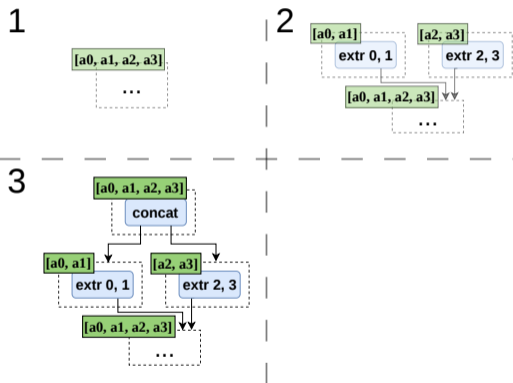 1
[a0, a1, a2, a3]
...
2
[a0, a1]
[a2, a3]
extr 0, 1
extr 2, 3
[a0, a1, a2, a3]
...
3
[a0, a1, a2, a3]
concat
[a0, a1]
[a2, a3]
extr 0, 1
extr 2, 3
[a0, a1, a2, a3]
...